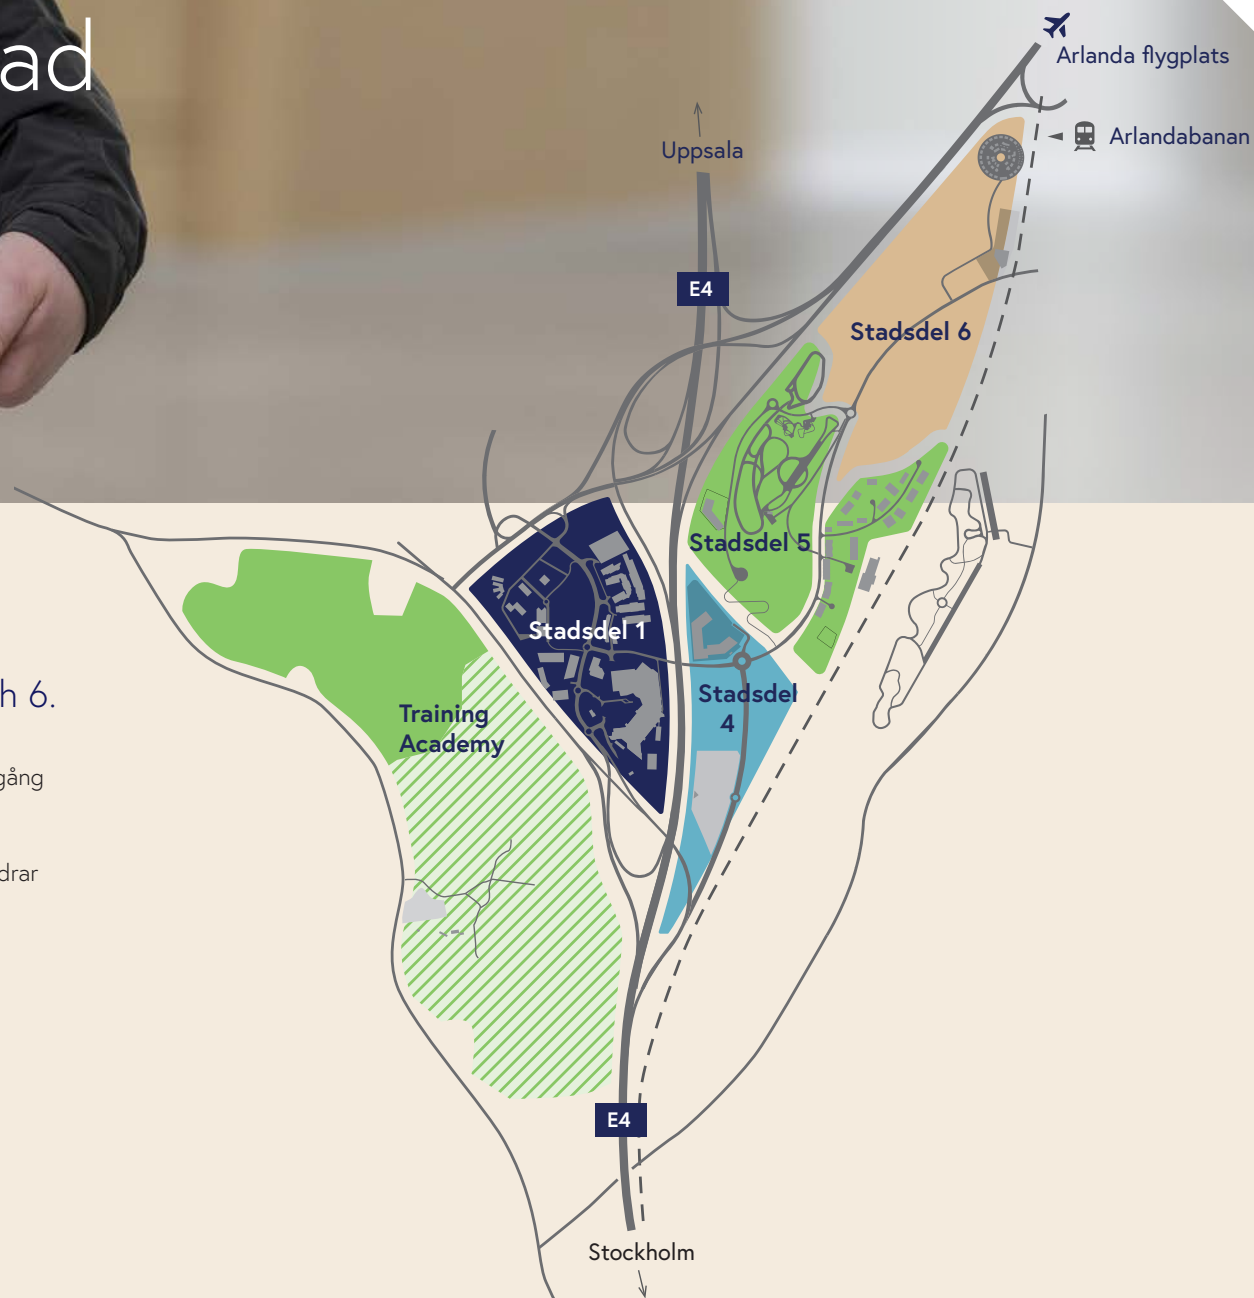 ad
Arlanda flygplats
Arlandabanan
Uppsala
E4
Stadsdel 6
Stadsdel 5
Stadsdel 1
h 6.
Stadsdel
4
Training
Academy
gång
drar
E4
Stockholm